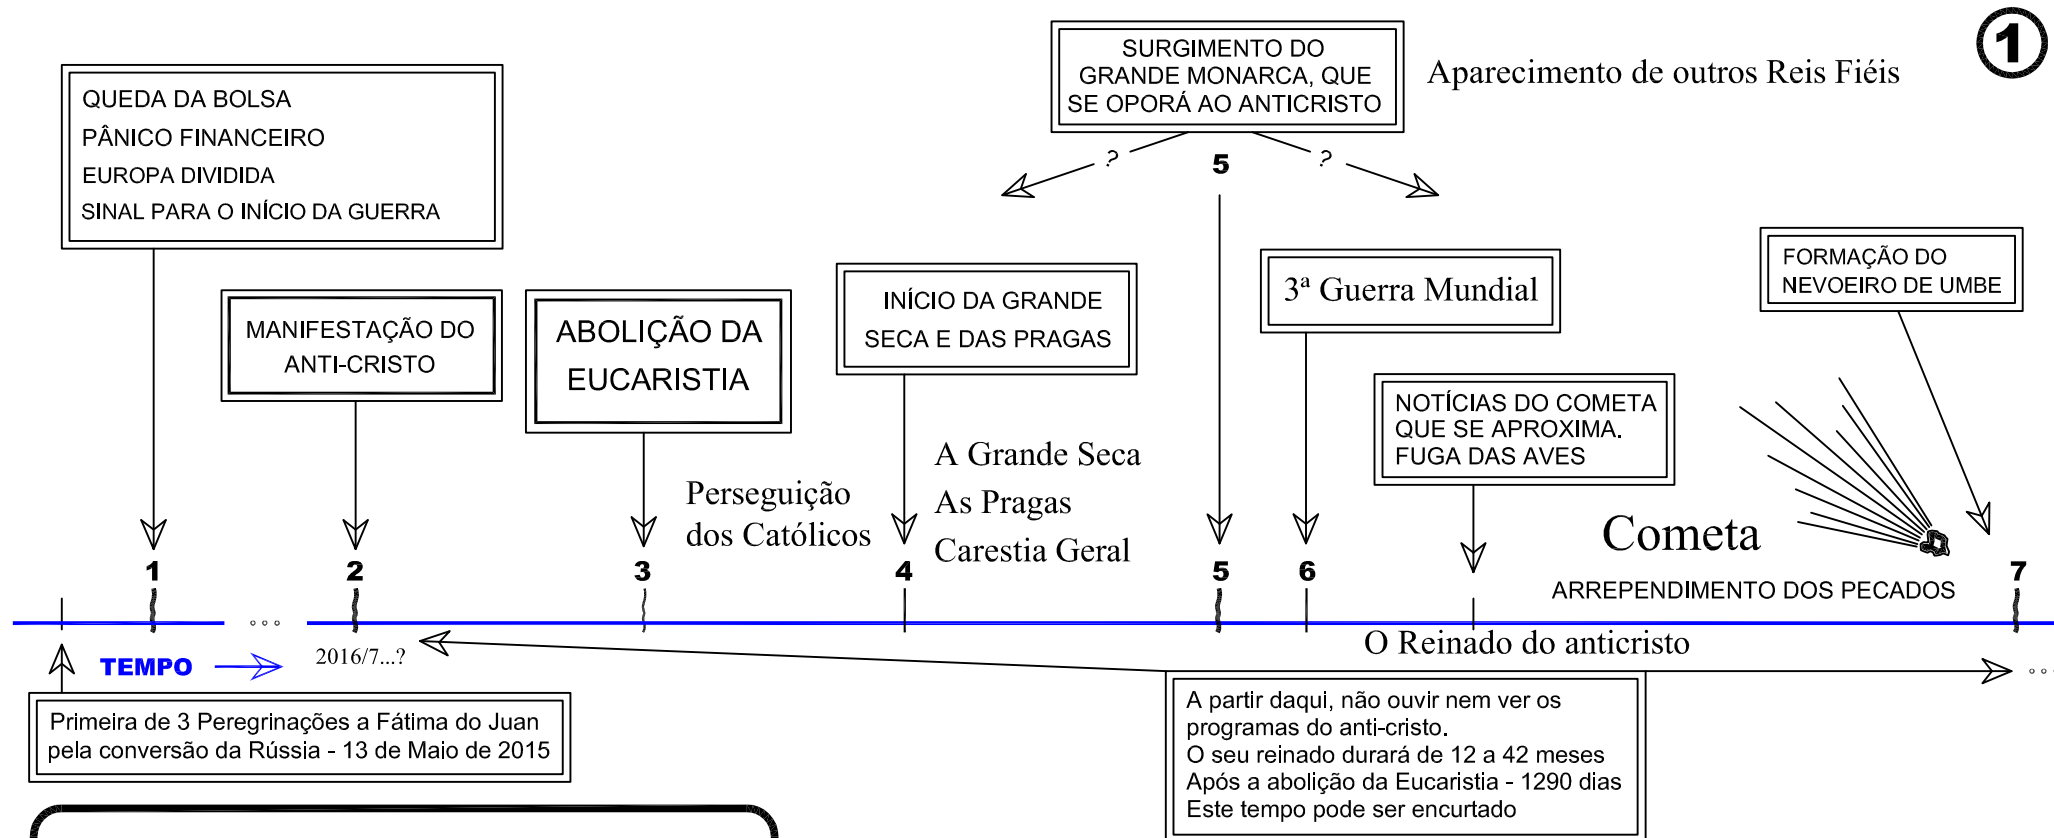 1
SURGIMENTO DO
GRANDE MONARCA, QUE
SE OPORÁ AO ANTICRISTO
Aparecimento de outros Reis Fiéis
QUEDA DA BOLSA
PÂNICO FINANCEIRO
EUROPA DIVIDIDA
SINAL PARA O INÍCIO DA GUERRA
?
5
?
MANIFESTAÇÃO DO
ANTI-CRISTO
ABOLIÇÃO DA
EUCARISTIA
INÍCIO DA GRANDE
SECA E DAS PRAGAS
3ª Guerra Mundial
FORMAÇÃO DO
NEVOEIRO DE UMBE
NOTÍCIAS DO COMETA
QUE SE APROXIMA.
FUGA DAS AVES
Perseguição
dos Católicos
A Grande Seca
As Pragas
Carestia Geral
Cometa
ARREPENDIMENTO DOS PECADOS
1
2
3
4
5
6
7
TEMPO
2016/7...?
O Reinado do anticristo
Primeira de 3 Peregrinações a Fátima do Juan
pela conversão da Rússia - 13 de Maio de 2015
A partir daqui, não ouvir nem ver os
programas do anti-cristo.
O seu reinado durará de 12 a 42 meses
Após a abolição da Eucaristia - 1290 dias
Este tempo pode ser encurtado